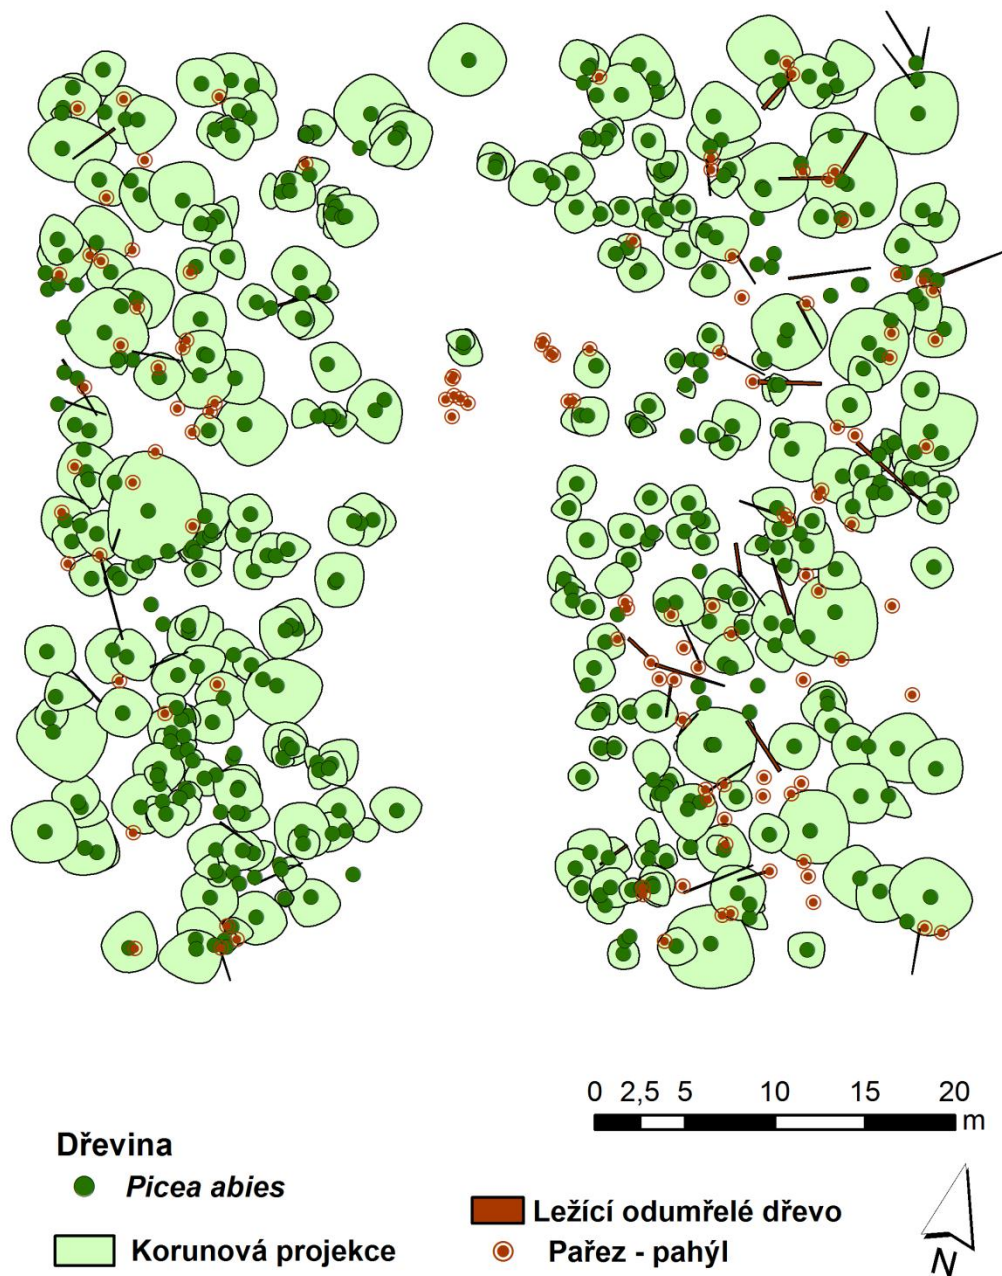 0 2,5 5 10 15 20
m
Dřevina
Picea abies
Korunová projekce
Ležící odumřelé dřevo
Pařez - pahýl
N